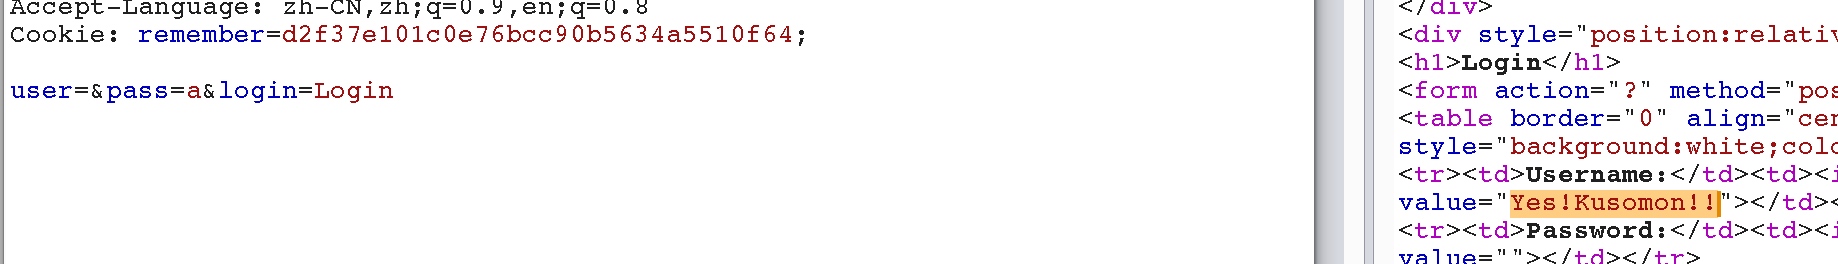 Accept-Language: zh-CN,zh;q=0.9,en;q=0.8
Cookie: remember=d2f37e101c0e76bcc90b5634a5510f64;
user=&pass=a&login=Login
</div>
<div style="position:relativ
<h1>Login</h1>
<form action="?" method="pos
<table border="0" align="cer
style="background:white;colo
<tr><td>Username:</td><td><i
value="Yes!Kusomon!!"></td><
<tr><td>Password:</td><td><i
value=""></td></tr>